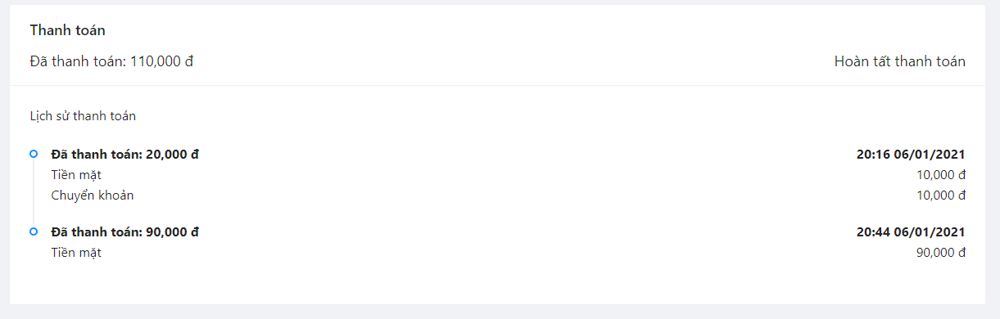 Thanh toán
Đã thanh toán: 110,000 đ Hoàn tất thanh toán
Lịch sử thanh toán
Đã thanh toán: 20,000 đ 20:16 06/01/2021
Tiền mặt 10,000 đ
Chuyển khoản 10,000 đ
Đã thanh toán: 90,000 đ 20:44 06/01/2021
Tiền mặt 90,000 đ